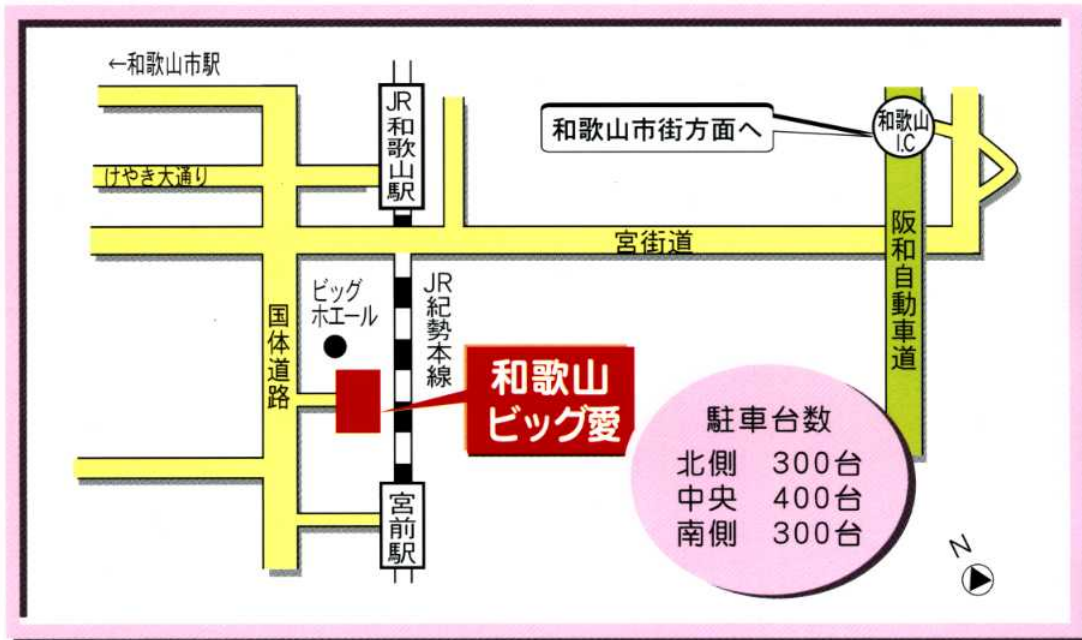 ←和歌山市駅
JR和歌山駅
和歌山市街方面へ
和歌山
I.C
けやき大通り
宮街道
阪和自動車道
ビッグ
ホエール
国体道路
JR紀勢本線
和歌山
ビッグ愛
駐車台数
北側 300台
中央 400台
南側 300台
宮前駅
N